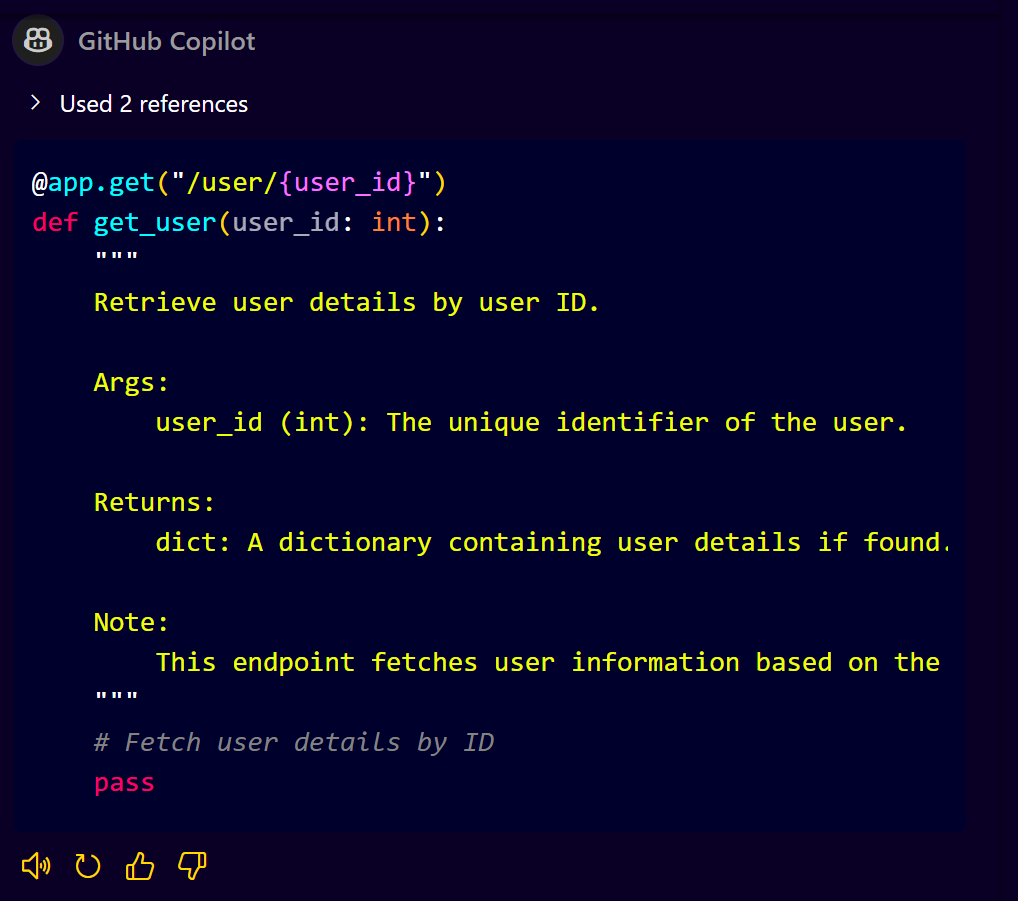 GitHub Copilot
Used 2 references
@app.get("/user/{user_id}")
def get_user(user_id: int):
    """
    Retrieve user details by user ID.

    Args:
        user_id (int): The unique identifier of the user.

    Returns:
        dict: A dictionary containing user details if found.

    Note:
        This endpoint fetches user information based on the
    """
    # Fetch user details by ID
    pass